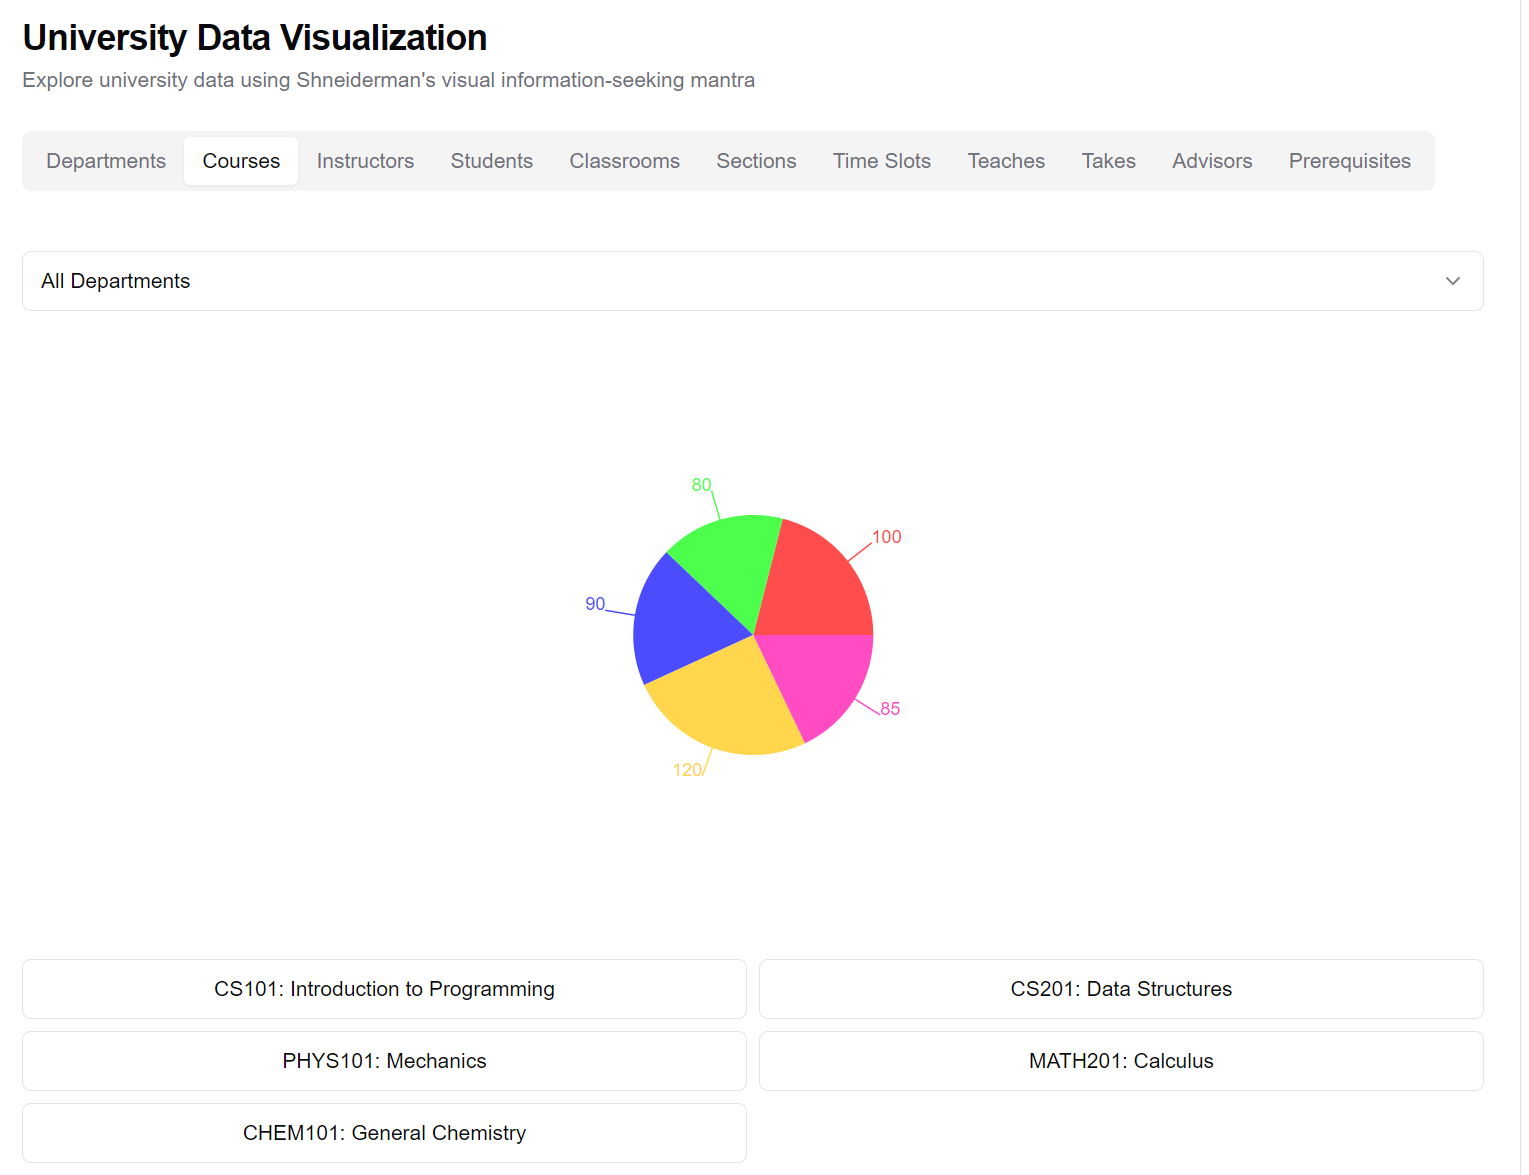 University Data Visualization
Explore university data using Shneiderman's visual information-seeking mantra
Departments Courses Instructors Students Classrooms Sections Time Slots Teaches Takes Advisors Prerequisites
All Departments
80
100
90
85
120
CS101: Introduction to Programming
CS201: Data Structures
PHYS101: Mechanics
MATH201: Calculus
CHEM101: General Chemistry